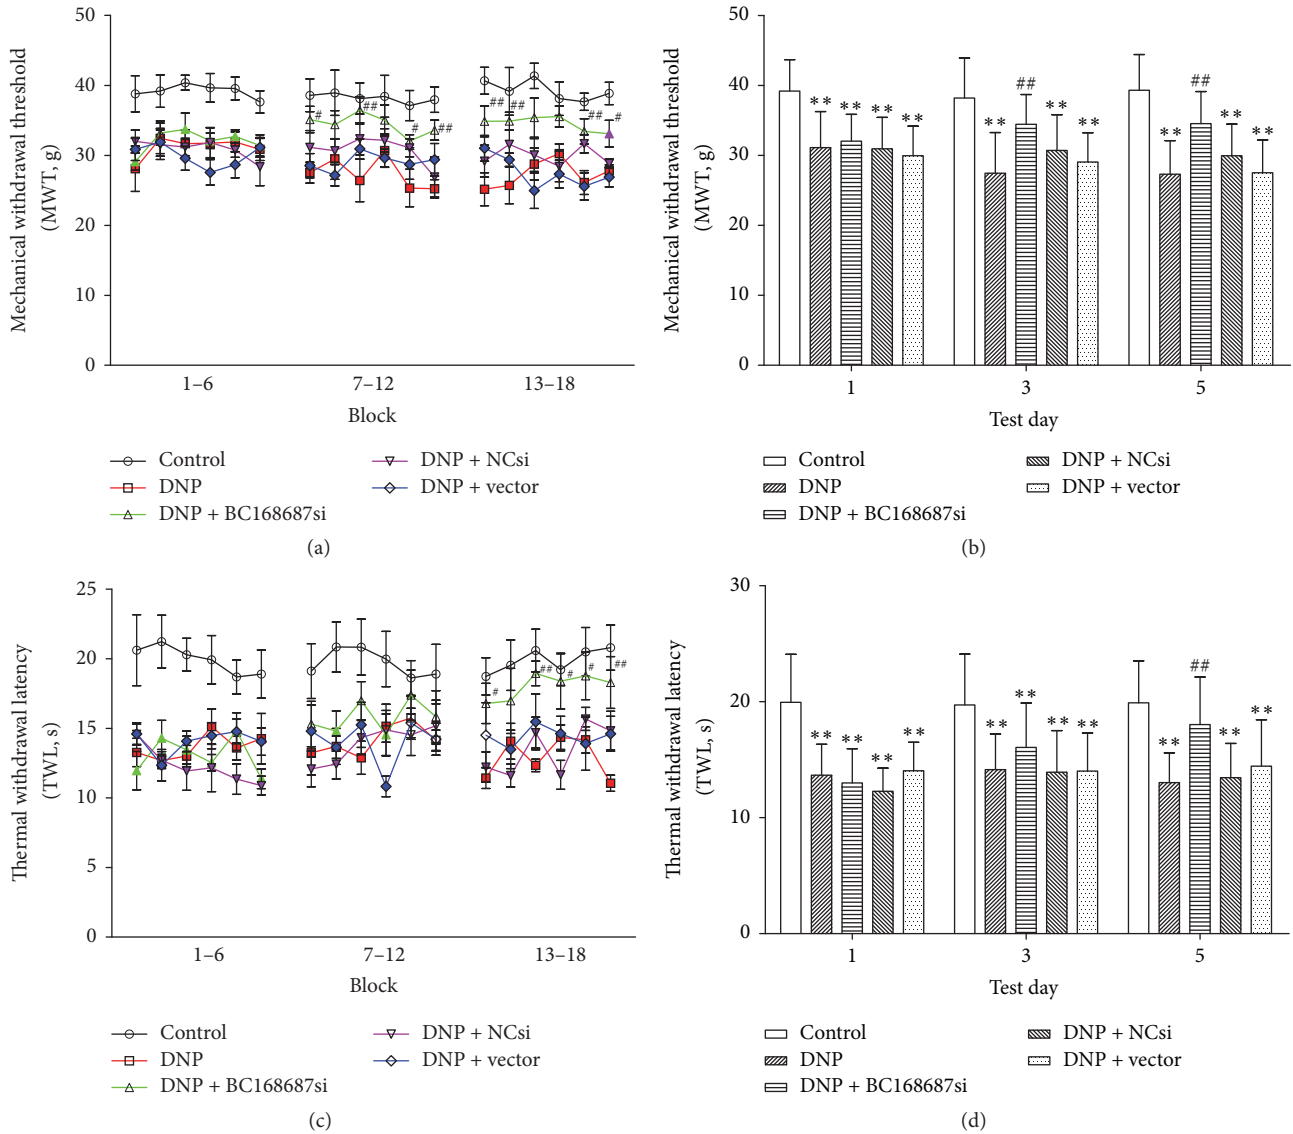 50
40
30
20
10
0
Mechanical withdrawal threshold
(MWT, g)
#
##
#
##
##
##
##
#
1–6
7–12
13–18
Block
Control
DNP
DNP + BC168687si
DNP + NCsi
DNP + vector
(a)
50
40
30
20
10
0
Mechanical withdrawal threshold
(MWT, g)
** ** ** **
** ## ** **
** ## ** **
1
3
5
Test day
Control
DNP
DNP + BC168687si
DNP + NCsi
DNP + vector
(b)
25
20
15
10
5
0
Thermal withdrawal latency
(TWL, s)
#
##
#
#
##
1–6
7–12
13–18
Block
Control
DNP
DNP + BC168687si
DNP + NCsi
DNP + vector
(c)
30
20
10
0
Thermal withdrawal latency
(TWL, s)
** ** ** **
** ** ** **
** ## ** **
1
3
5
Test day
Control
DNP
DNP + BC168687si
DNP + NCsi
DNP + vector
(d)